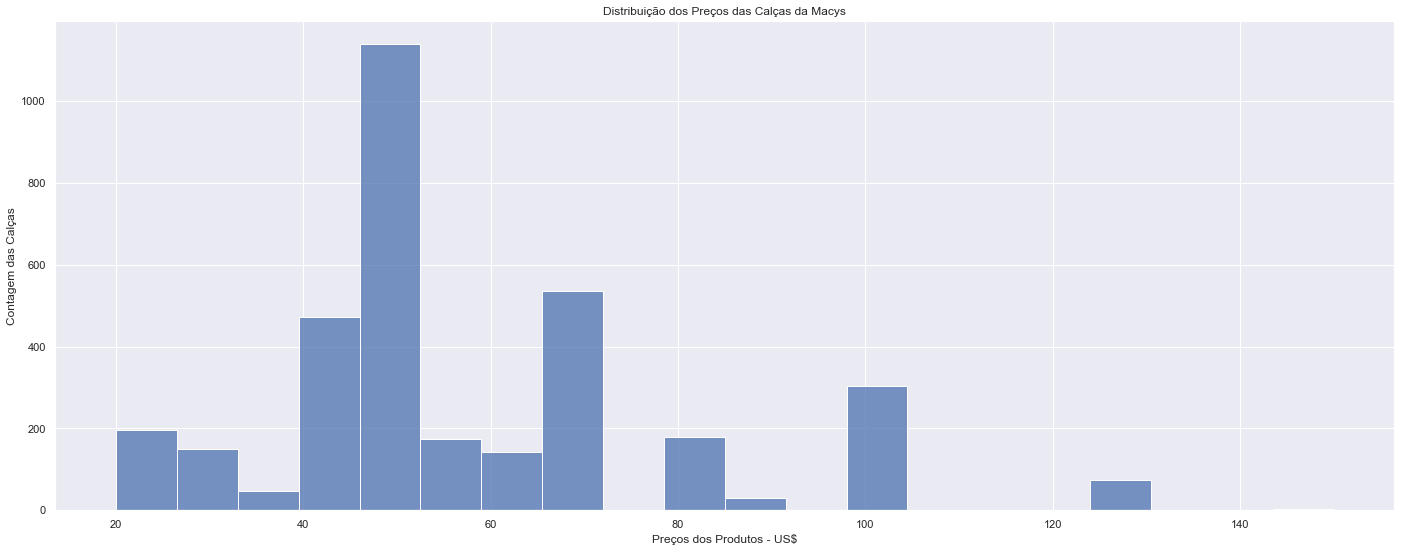 Distribuição dos Preços das Calças da Macys
Contagem das Calças
1000
800
600
400
200
0
20 40 60 80 100 120 140
Preços dos Produtos - US$